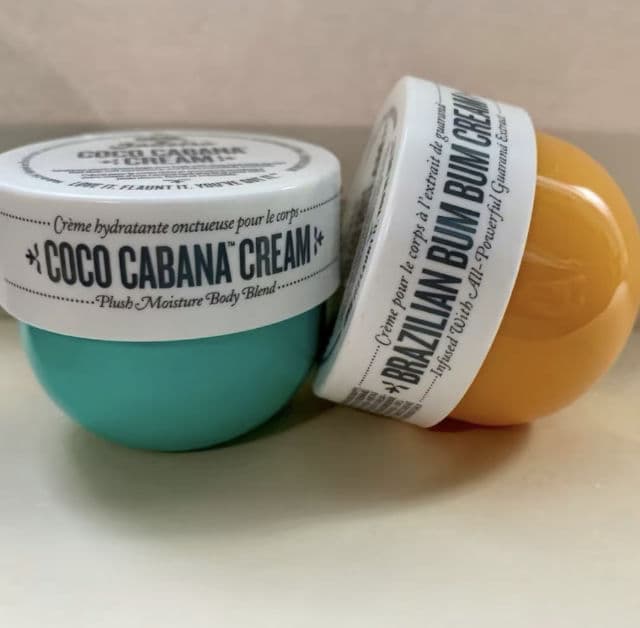 COCO CABANA
CREAM
LOVE IT. FLAUNT IT. YOU'VE GOT IT.
Crème hydratante onctueuse pour le corps
COCO CABANA™ CREAM
Plush Moisture Body Blend
Crème pour le corps à l'extrait de guaraná
BRAZILIAN BUM BUM CREAM
Infused With All-Powerful Guaraná Extract